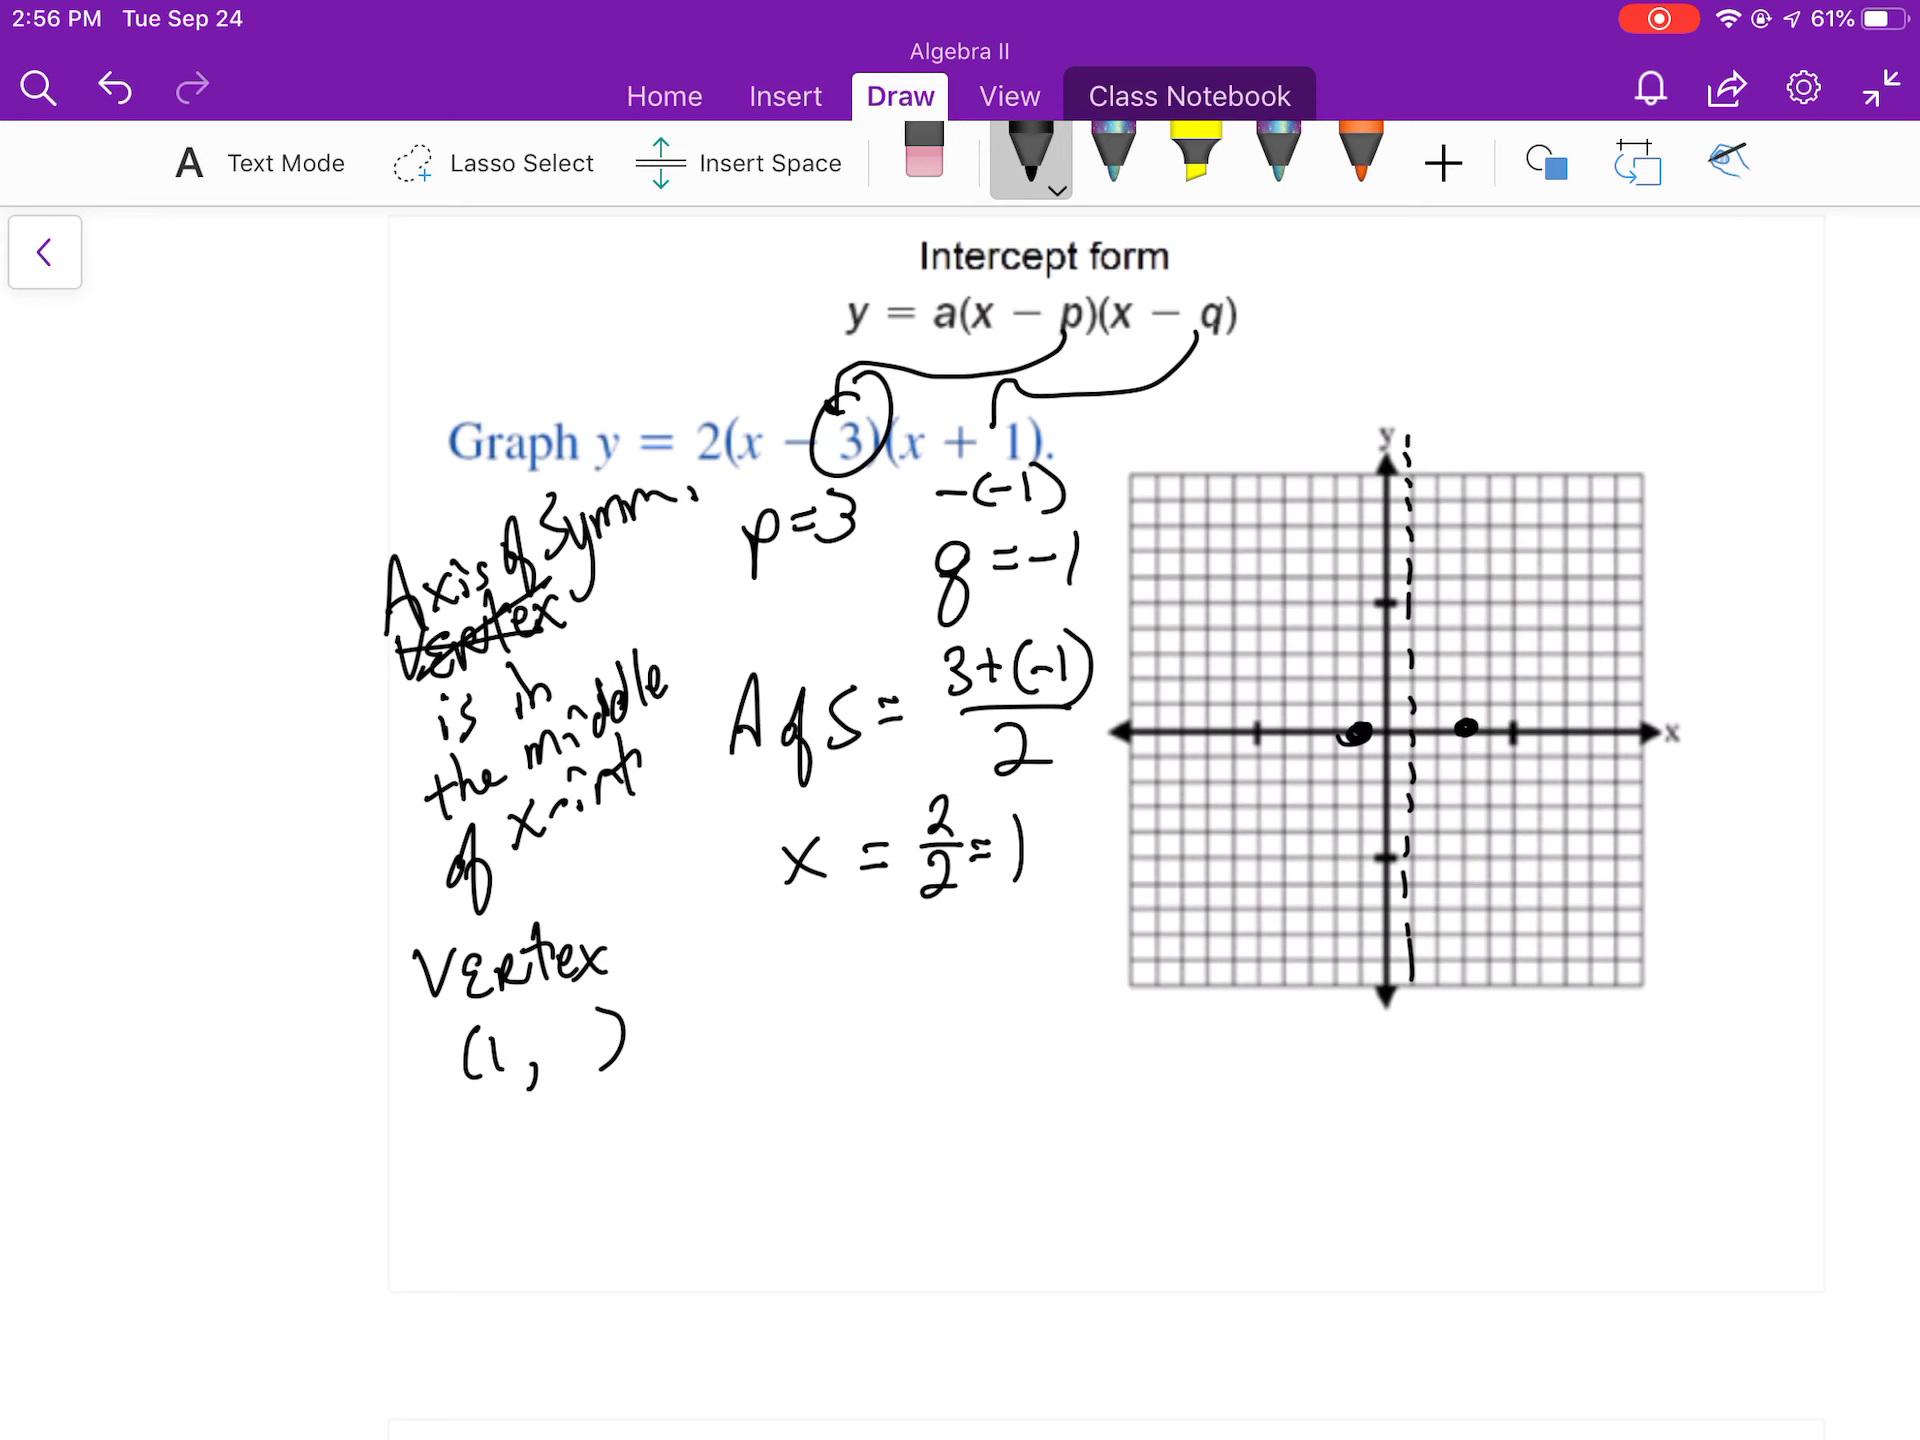 2:56 PM Tue Sep 24
61%
Algebra II
Home Insert Draw View Class Notebook
A Text Mode Lasso Select Insert Space
Intercept form
y = a(x − p)(x − q)
Graph y = 2(x − 3)(x + 1).
-(-1)
p=3
q=-1
Axis of Symm.
Vertex
is in
the middle
of x-int
A of S = 3+(-1)
2
x = 2/2 = 1
Vertex
(1, )
y
x